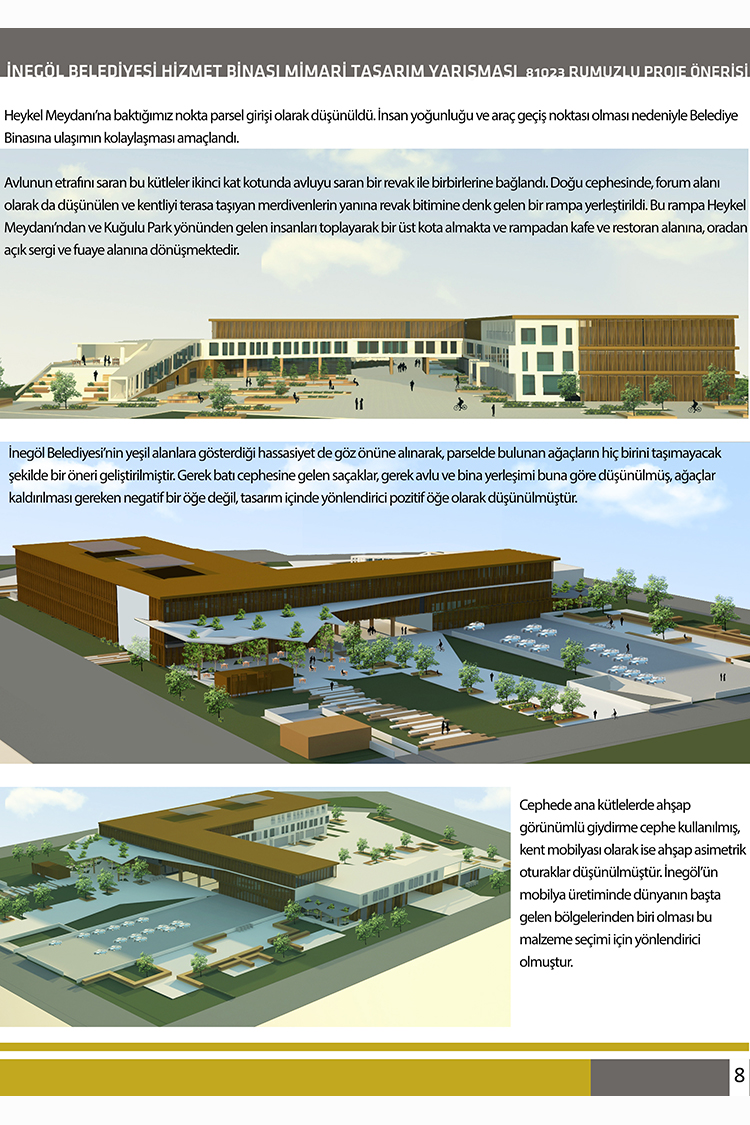 İNEGÖL BELEDİYESİ HİZMET BİNASI MİMARİ TASARIM YARIŞMASI 81023 RUMUZLU PROJE ÖNERİSİ
Heykel Meydanı’na baktığımız nokta parsel girişi olarak düşünüldü. İnsan yoğunluğu ve araç geçiş noktası olması nedeniyle Belediye
Binasına ulaşımın kolaylaşması amaçlandı.
Avlunun etrafını saran bu kütleler ikinci kat kotunda avluyu saran bir revak ile birbirlerine bağlandı. Doğu cephesinde, forum alanı
olarak da düşünülen ve kentliyi terasa taşıyan merdivenlerin yanına revak bitimine denk gelen bir rampa yerleştirildi. Bu rampa Heykel
Meydanı’ndan ve Kuğulu Park yönünden gelen insanları toplayarak bir üst kota almakta ve rampadan kafe ve restoran alanına, oradan
açık sergi ve fuaye alanına dönüşmektedir.
İnegöl Belediyesi’nin yeşil alanlara gösterdiği hassasiyet de göz önüne alınarak, parselde bulunan ağaçların hiç birini taşımayacak
şekilde bir öneri geliştirilmiştir. Gerek batı cephesine gelen saçaklar, gerek avlu ve bina yerleşimi buna göre düşünülmüş, ağaçlar
kaldırılması gereken negatif bir öğe değil, tasarım içinde yönlendirici pozitif öğe olarak düşünülmüştür.
Cephede ana kütlelerde ahşap
görünümlü giydirme cephe kullanılmış,
kent mobilyası olarak ise ahşap asimetrik
oturaklar düşünülmüştür. İnegöl’ün
mobilya üretiminde dünyanın başta
gelen bölgelerinden biri olması bu
malzeme seçimi için yönlendirici
olmuştur.
8